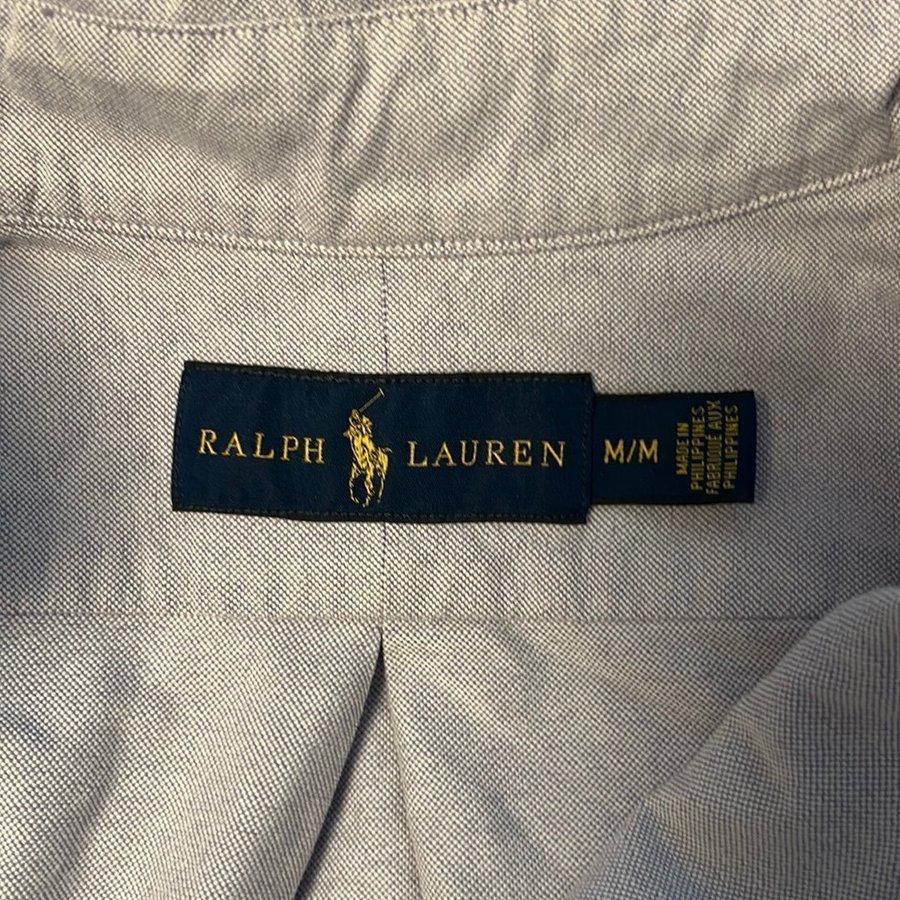 RALPH LAUREN
M/M
MADE IN
PHILIPPINES
FABRIQUÉ AUX
PHILIPPINES